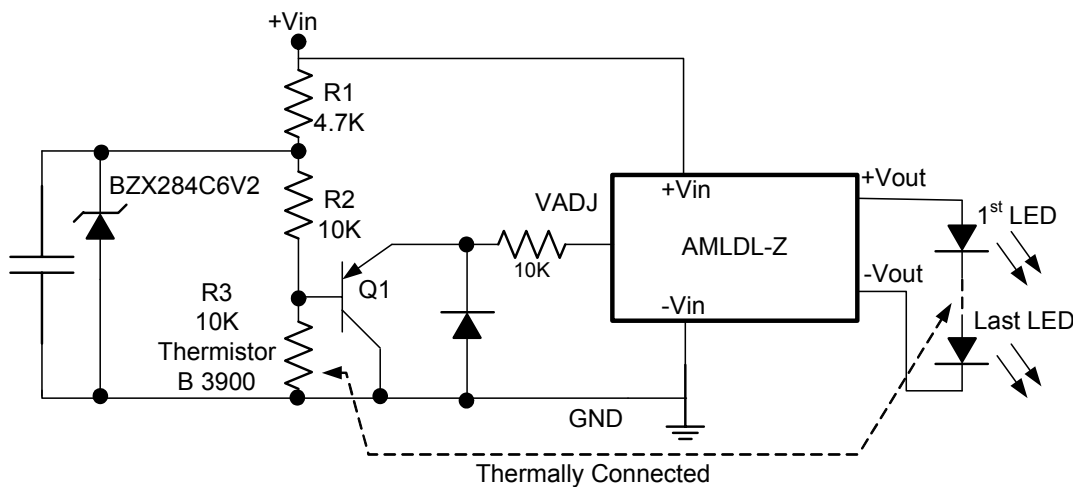 +Vin
R1
4.7K
BZX284C6V2
R2
10K
R3
10K
Thermistor
B 3900
Q1
VADJ
10K
+Vin
AMLDL-Z
-Vin
GND
+Vout
1st LED
-Vout
Last LED
Thermally Connected